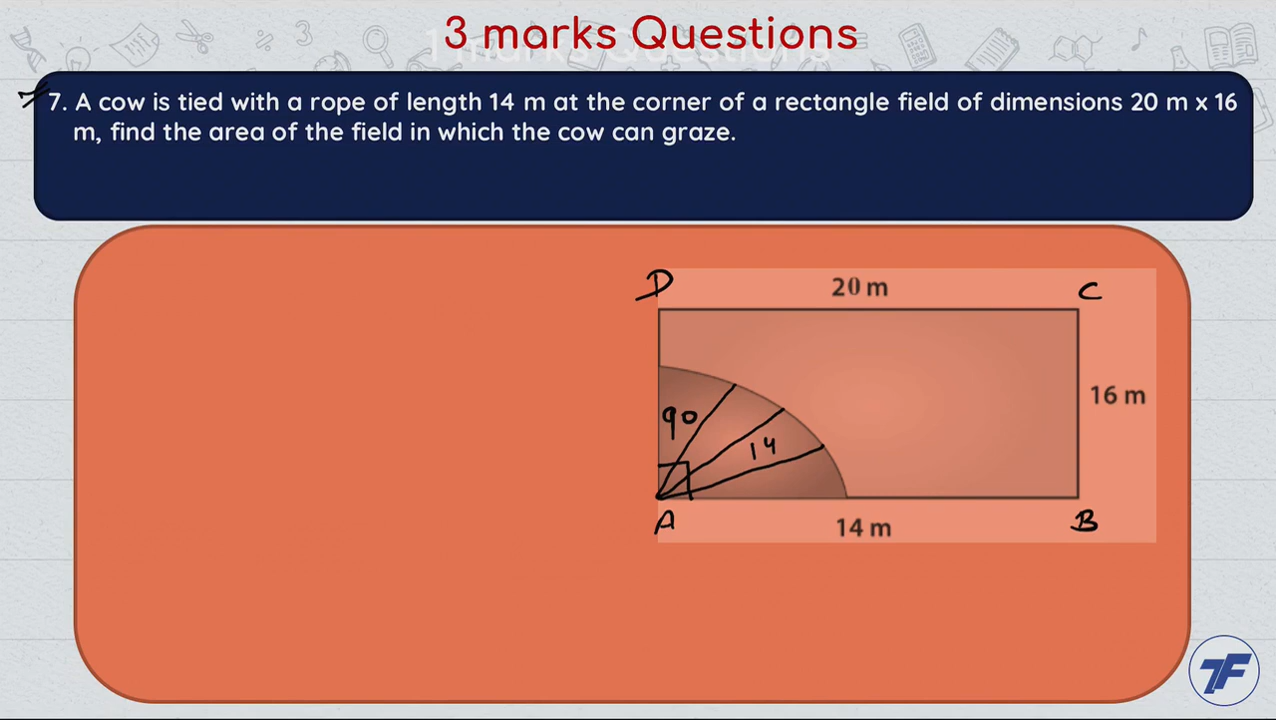 3 marks Questions
7. A cow is tied with a rope of length 14 m at the corner of a rectangle field of dimensions 20 m x 16
m, find the area of the field in which the cow can graze.
D
20 m
C
16 m
90
14
A
14 m
B
7F